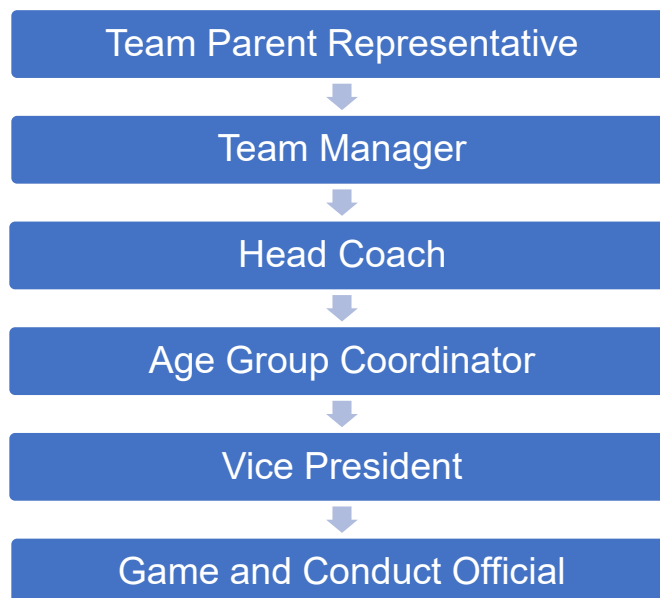 Team Parent Representative
Team Manager
Head Coach
Age Group Coordinator
Vice President
Game and Conduct Official